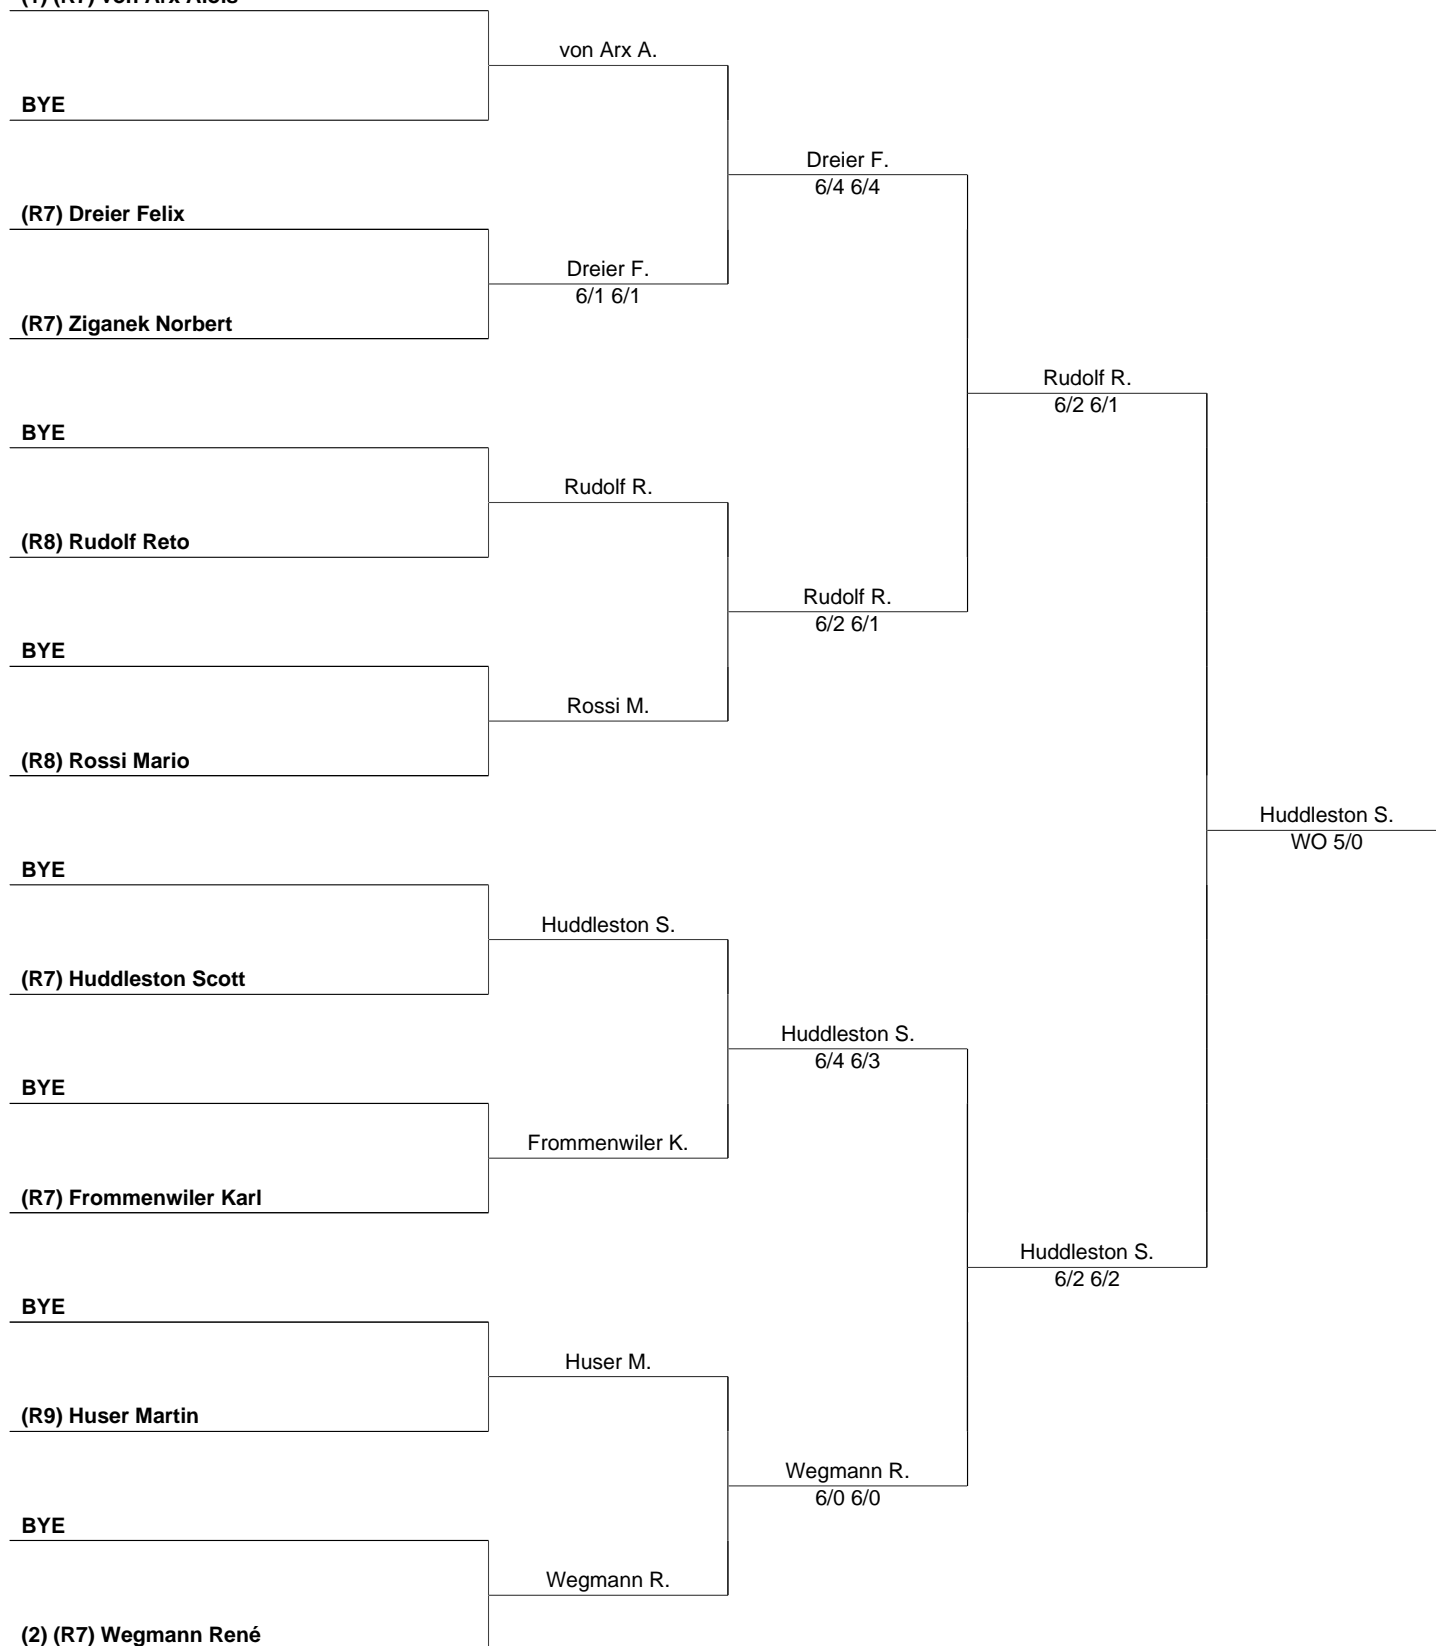 (1) (R7) von Arx Alois
von Arx A.
BYE
Dreier F.
6/4 6/4
(R7) Dreier Felix
Dreier F.
6/1 6/1
(R7) Ziganek Norbert
Rudolf R.
6/2 6/1
BYE
Rudolf R.
(R8) Rudolf Reto
Rudolf R.
6/2 6/1
BYE
Rossi M.
(R8) Rossi Mario
Huddleston S.
WO 5/0
BYE
Huddleston S.
(R7) Huddleston Scott
Huddleston S.
6/4 6/3
BYE
Frommenwiler K.
(R7) Frommenwiler Karl
Huddleston S.
6/2 6/2
BYE
Huser M.
(R9) Huser Martin
Wegmann R.
6/0 6/0
BYE
Wegmann R.
(2) (R7) Wegmann René